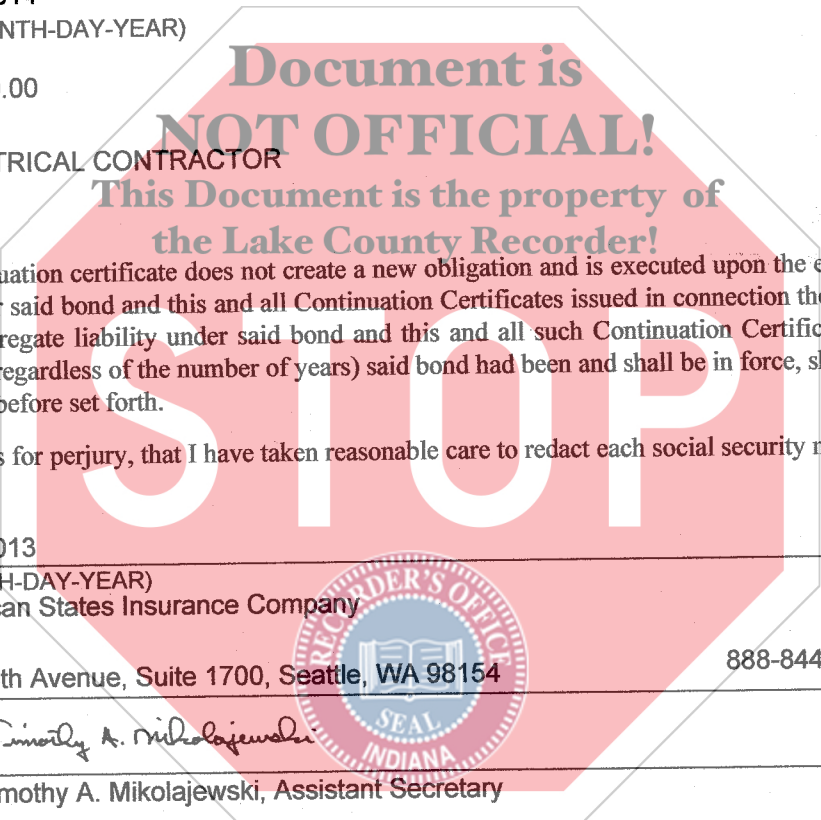 NTH-DAY-YEAR)
.00
TRICAL CONTRACTOR
Document is
NOT OFFICIAL!
This Document is the property of
the Lake County Recorder!
uation certificate does not create a new obligation and is executed upon the e
said bond and this and all Continuation Certificates issued in connection the
regate liability under said bond and this and all such Continuation Certific
regardless of the number of years) said bond had been and shall be in force, sl
before set forth.
s for perjury, that I have taken reasonable care to redact each social security n
STOP
013
H-DAY-YEAR)
can States Insurance Company
th Avenue, Suite 1700, Seattle, WA 98154
888-844
RECORDER'S OFFICE
SEAL
INDIANA
Timothy A. Mikolajewski
mothy A. Mikolajewski, Assistant Secretary